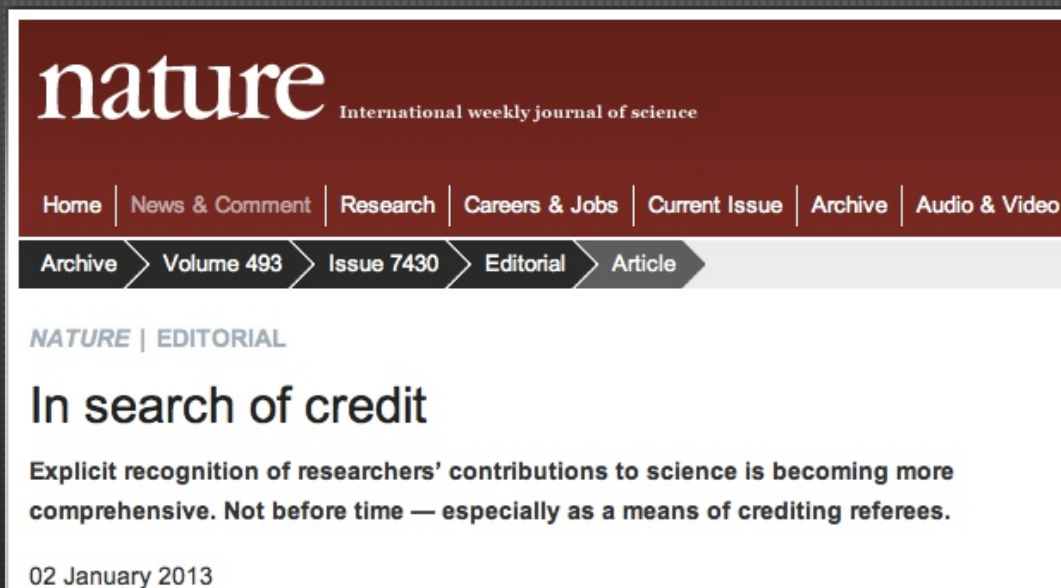 nature International weekly journal of science
Home News & Comment Research Careers & Jobs Current Issue Archive Audio & Video
Archive Volume 493 Issue 7430 Editorial Article
NATURE | EDITORIAL
In search of credit
Explicit recognition of researchers’ contributions to science is becoming more
comprehensive. Not before time — especially as a means of crediting referees.
02 January 2013